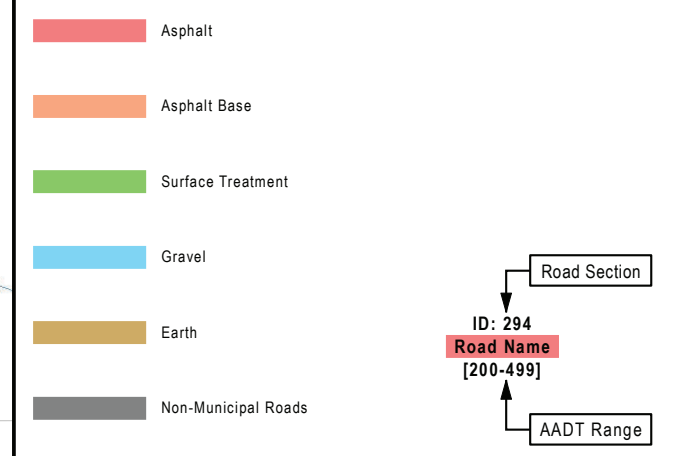 Asphalt
Asphalt Base
Surface Treatment
Gravel
Earth
Non-Municipal Roads
Road Section
ID: 294
Road Name
[200-499]
AADT Range